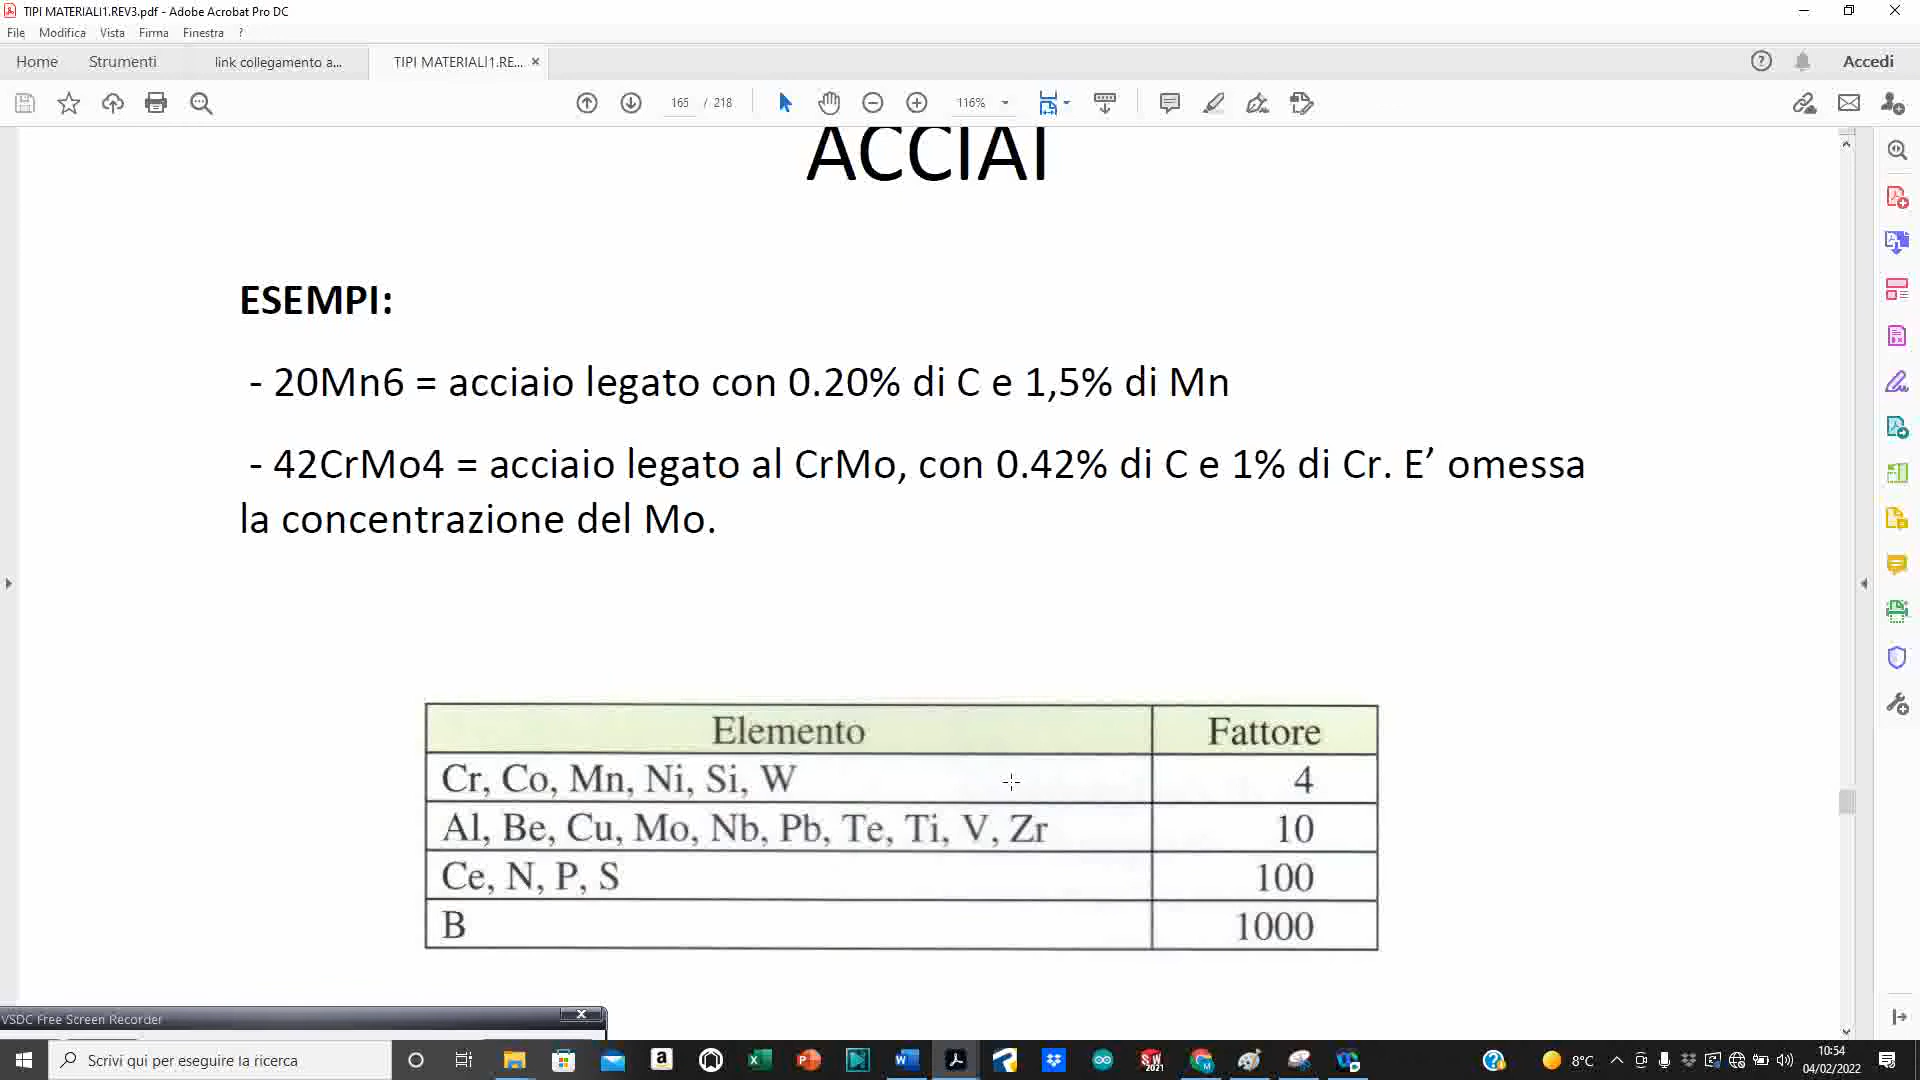 TIPI MATERIALI1.REV3.pdf - Adobe Acrobat Pro DC
File Modifica Vista Firma Finestra ?
Home Strumenti link collegamento a... TIPI MATERIALI1.RE... × Accedi
165 / 218 116%
ACCIAI
ESEMPI:
- 20Mn6 = acciaio legato con 0.20% di C e 1,5% di Mn
- 42CrMo4 = acciaio legato al CrMo, con 0.42% di C e 1% di Cr. E’ omessa
la concentrazione del Mo.
Elemento Fattore
Cr, Co, Mn, Ni, Si, W 4
Al, Be, Cu, Mo, Nb, Pb, Te, Ti, V, Zr 10
Ce, N, P, S 100
B 1000
VSDC Free Screen Recorder
Scrivi qui per eseguire la ricerca
8°C
10:54
04/02/2022